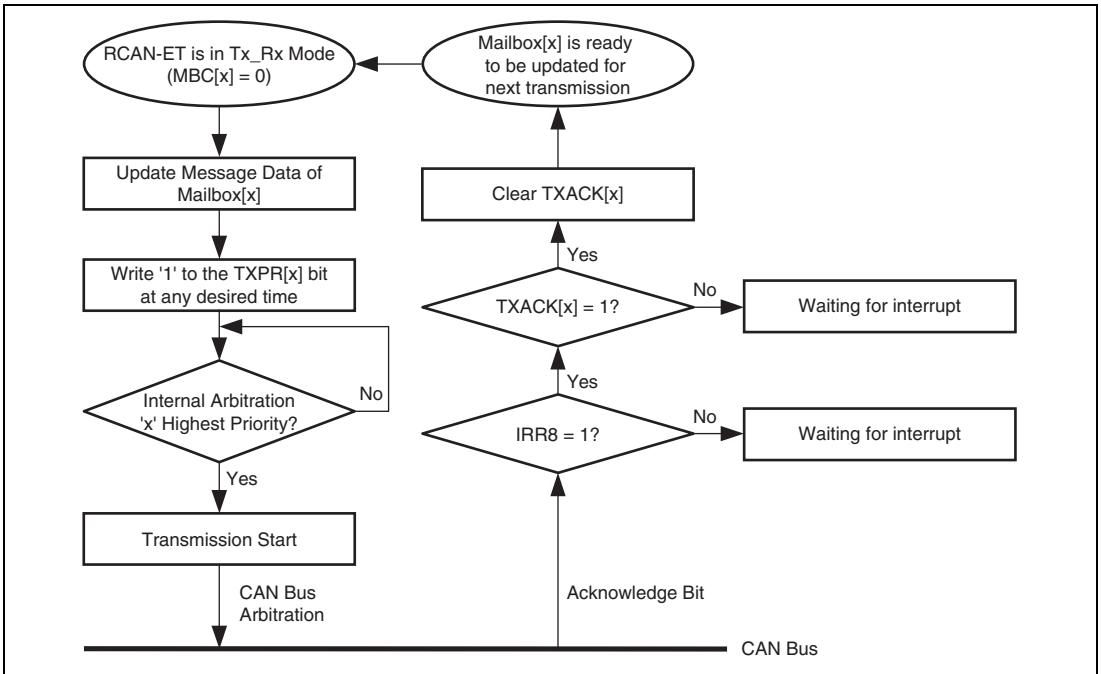 RCAN-ET is in Tx_Rx Mode
(MBC[x] = 0)
Update Message Data of
Mailbox[x]
Write '1' to the TXPR[x] bit
at any desired time
Internal Arbitration
'x' Highest Priority?
No
Yes
Transmission Start
CAN Bus
Arbitration
Mailbox[x] is ready
to be updated for
next transmission
Clear TXACK[x]
Yes
TXACK[x] = 1?
No
Waiting for interrupt
Yes
IRR8 = 1?
No
Waiting for interrupt
Acknowledge Bit
CAN Bus